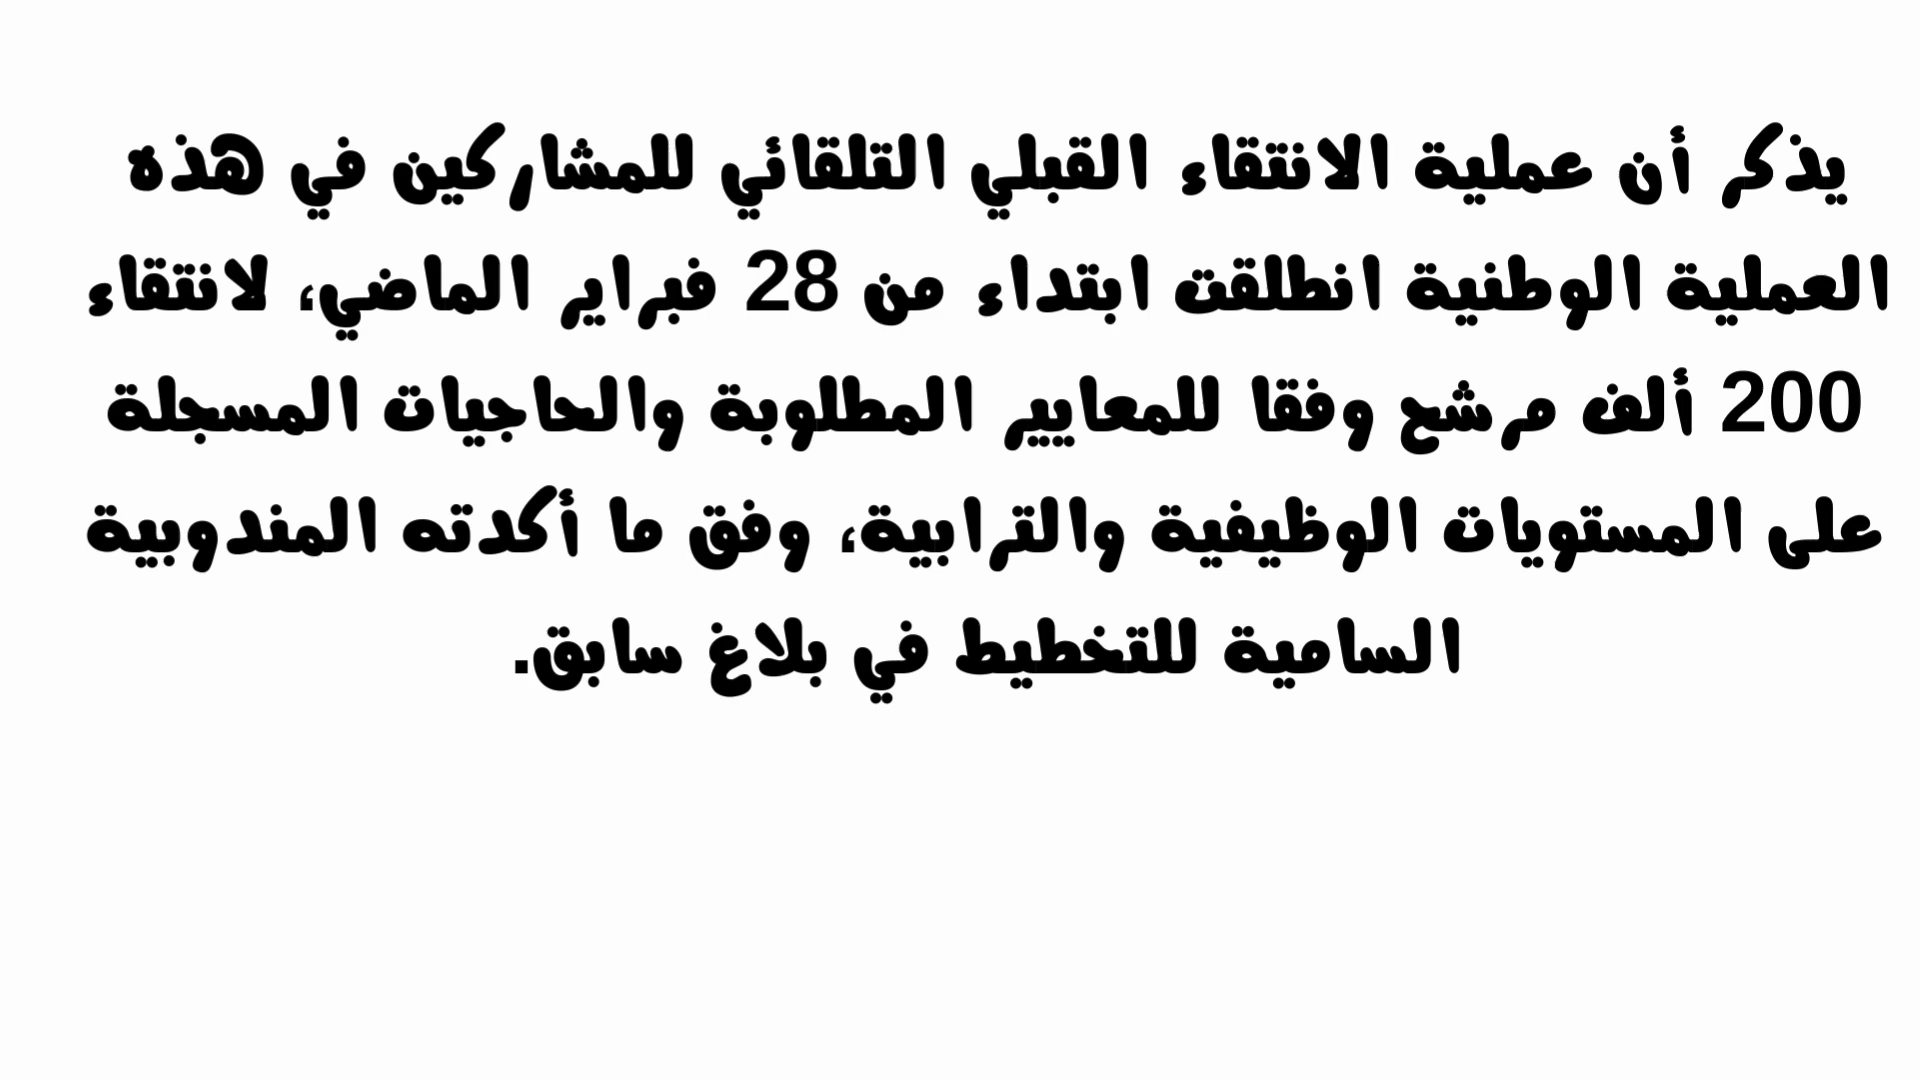 يذكر أن عملية الانتقاء القبلي التلقائي للمشاركين في هذه
العملية الوطنية انطلقت ابتداء من 28 فبراير الماضي، لانتقاء
200 ألف مرشح وفقا للمعايير المطلوبة والحاجيات المسجلة
على المستويات الوظيفية والترابية، وفق ما أكدته المندوبية
السامية للتخطيط في بلاغ سابق.